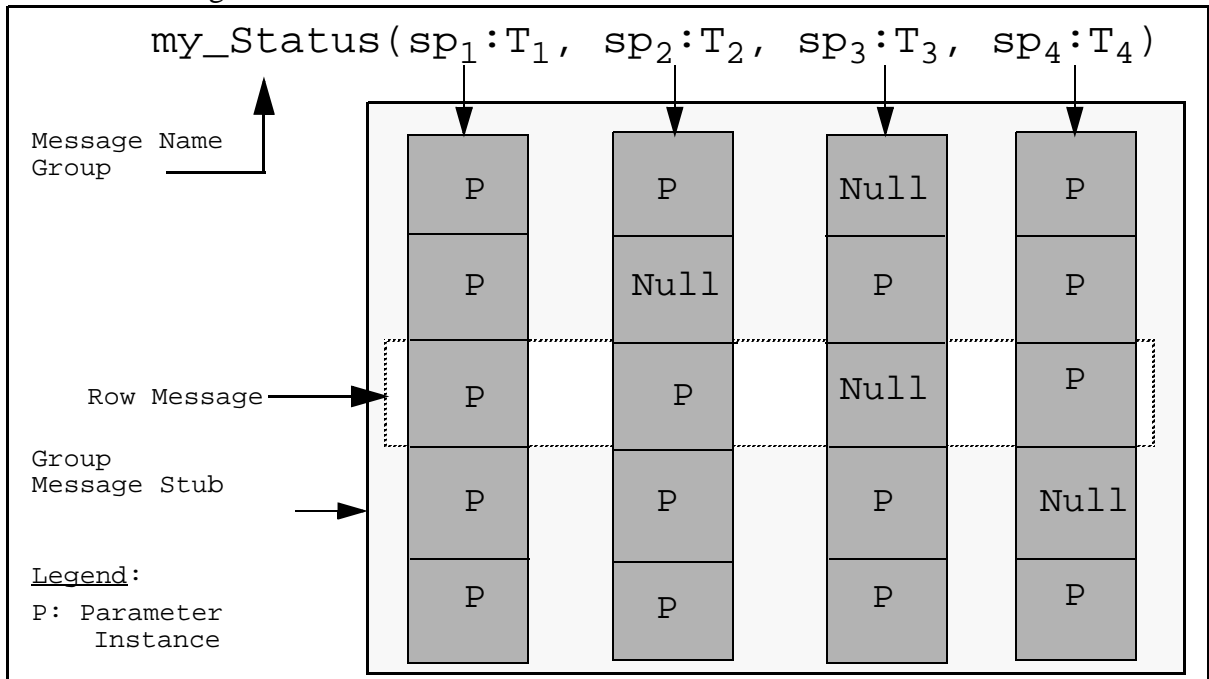 my_Status(sp1:T1, sp2:T2, sp3:T3, sp4:T4)
Message Name
Group
P P Null P
P Null P P
Row Message
P P Null P
Group
Message Stub
P P P Null
Legend:
P: Parameter
Instance
P P P P